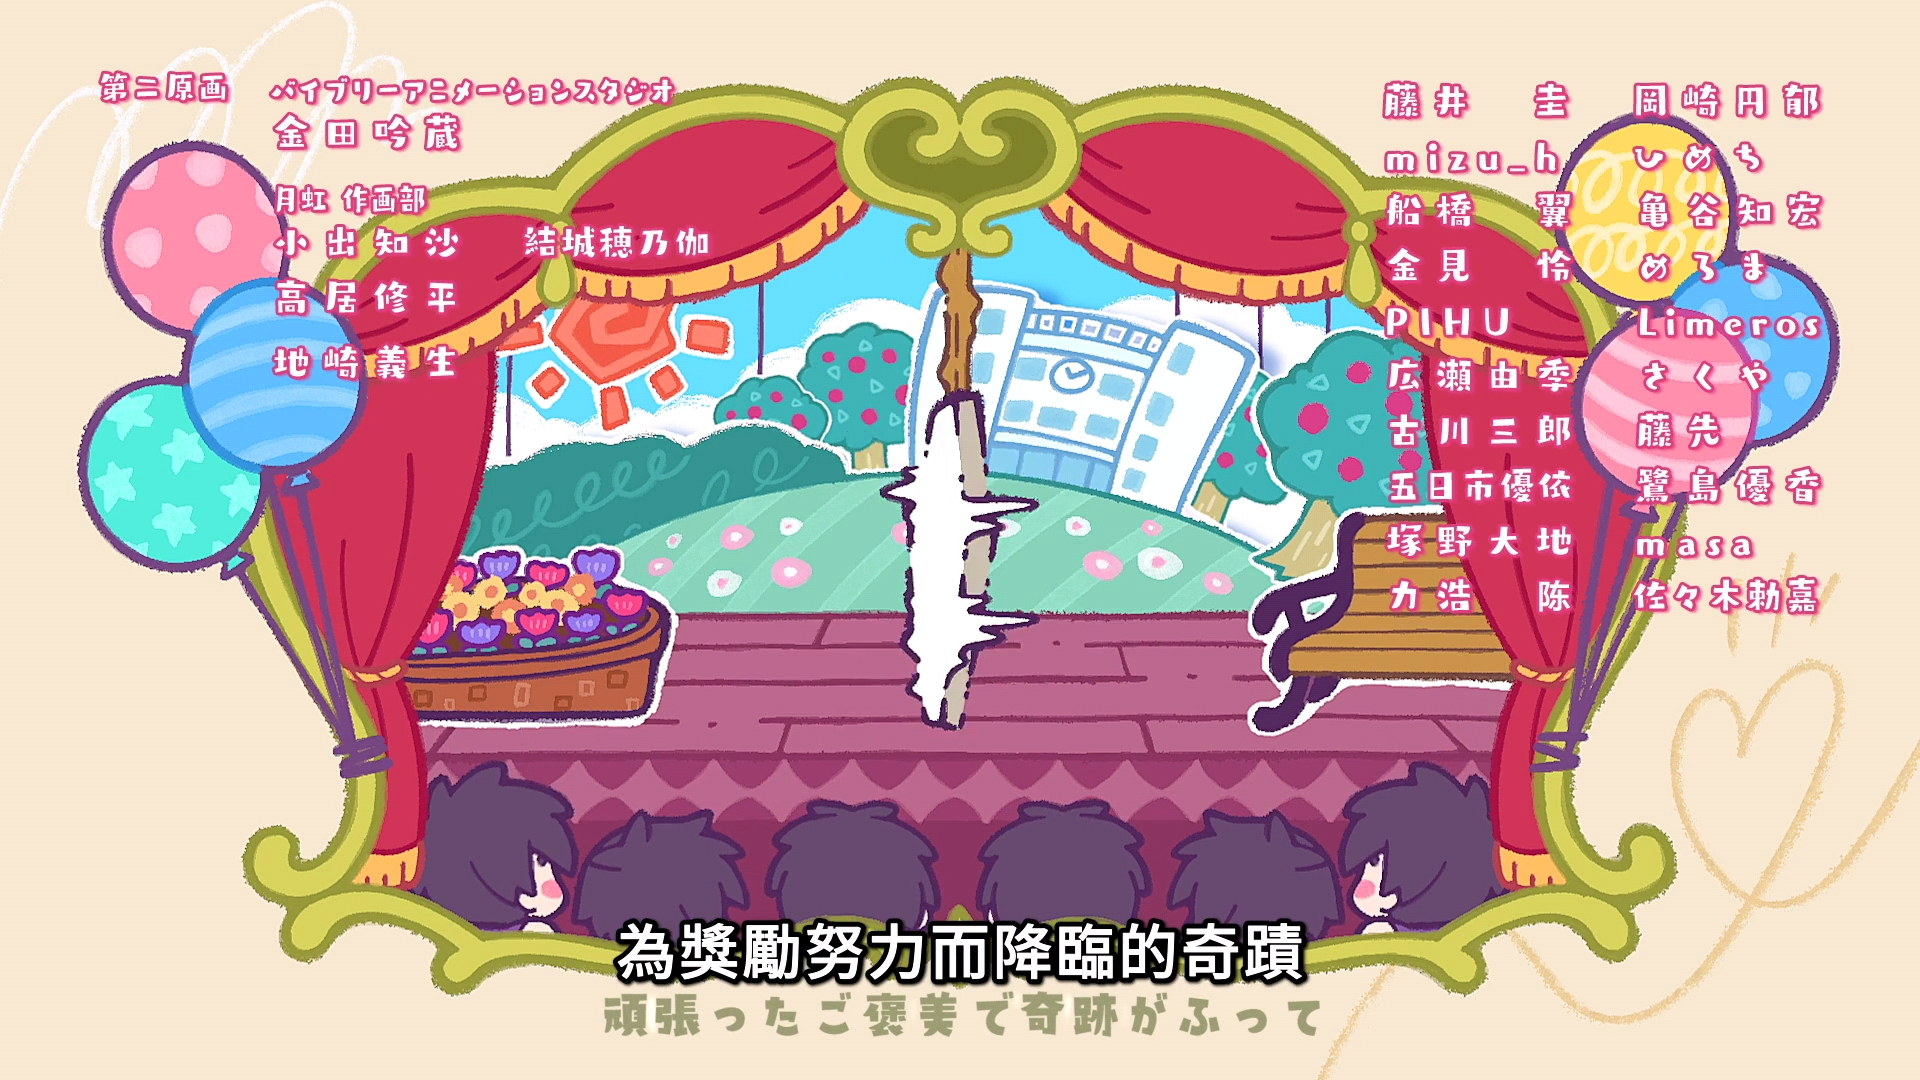 第二原画
バイブリーアニメーションスタジオ
金田吟蔵
月虹 作画部
小出知沙 結城穂乃伽
高居修平
地崎義生
藤井 圭 岡崎円郁
mizu_h ひめち
船橋 翼 亀谷知宏
金見 怜 めろま
PIHU Limeros
広瀬由季 さくや
古川三郎 藤先
五日市優依 鷺島優香
塚野大地 masa
力浩 陈 佐々木勅嘉
為獎勵努力而降臨的奇蹟
頑張ったご褒美で奇跡がふって